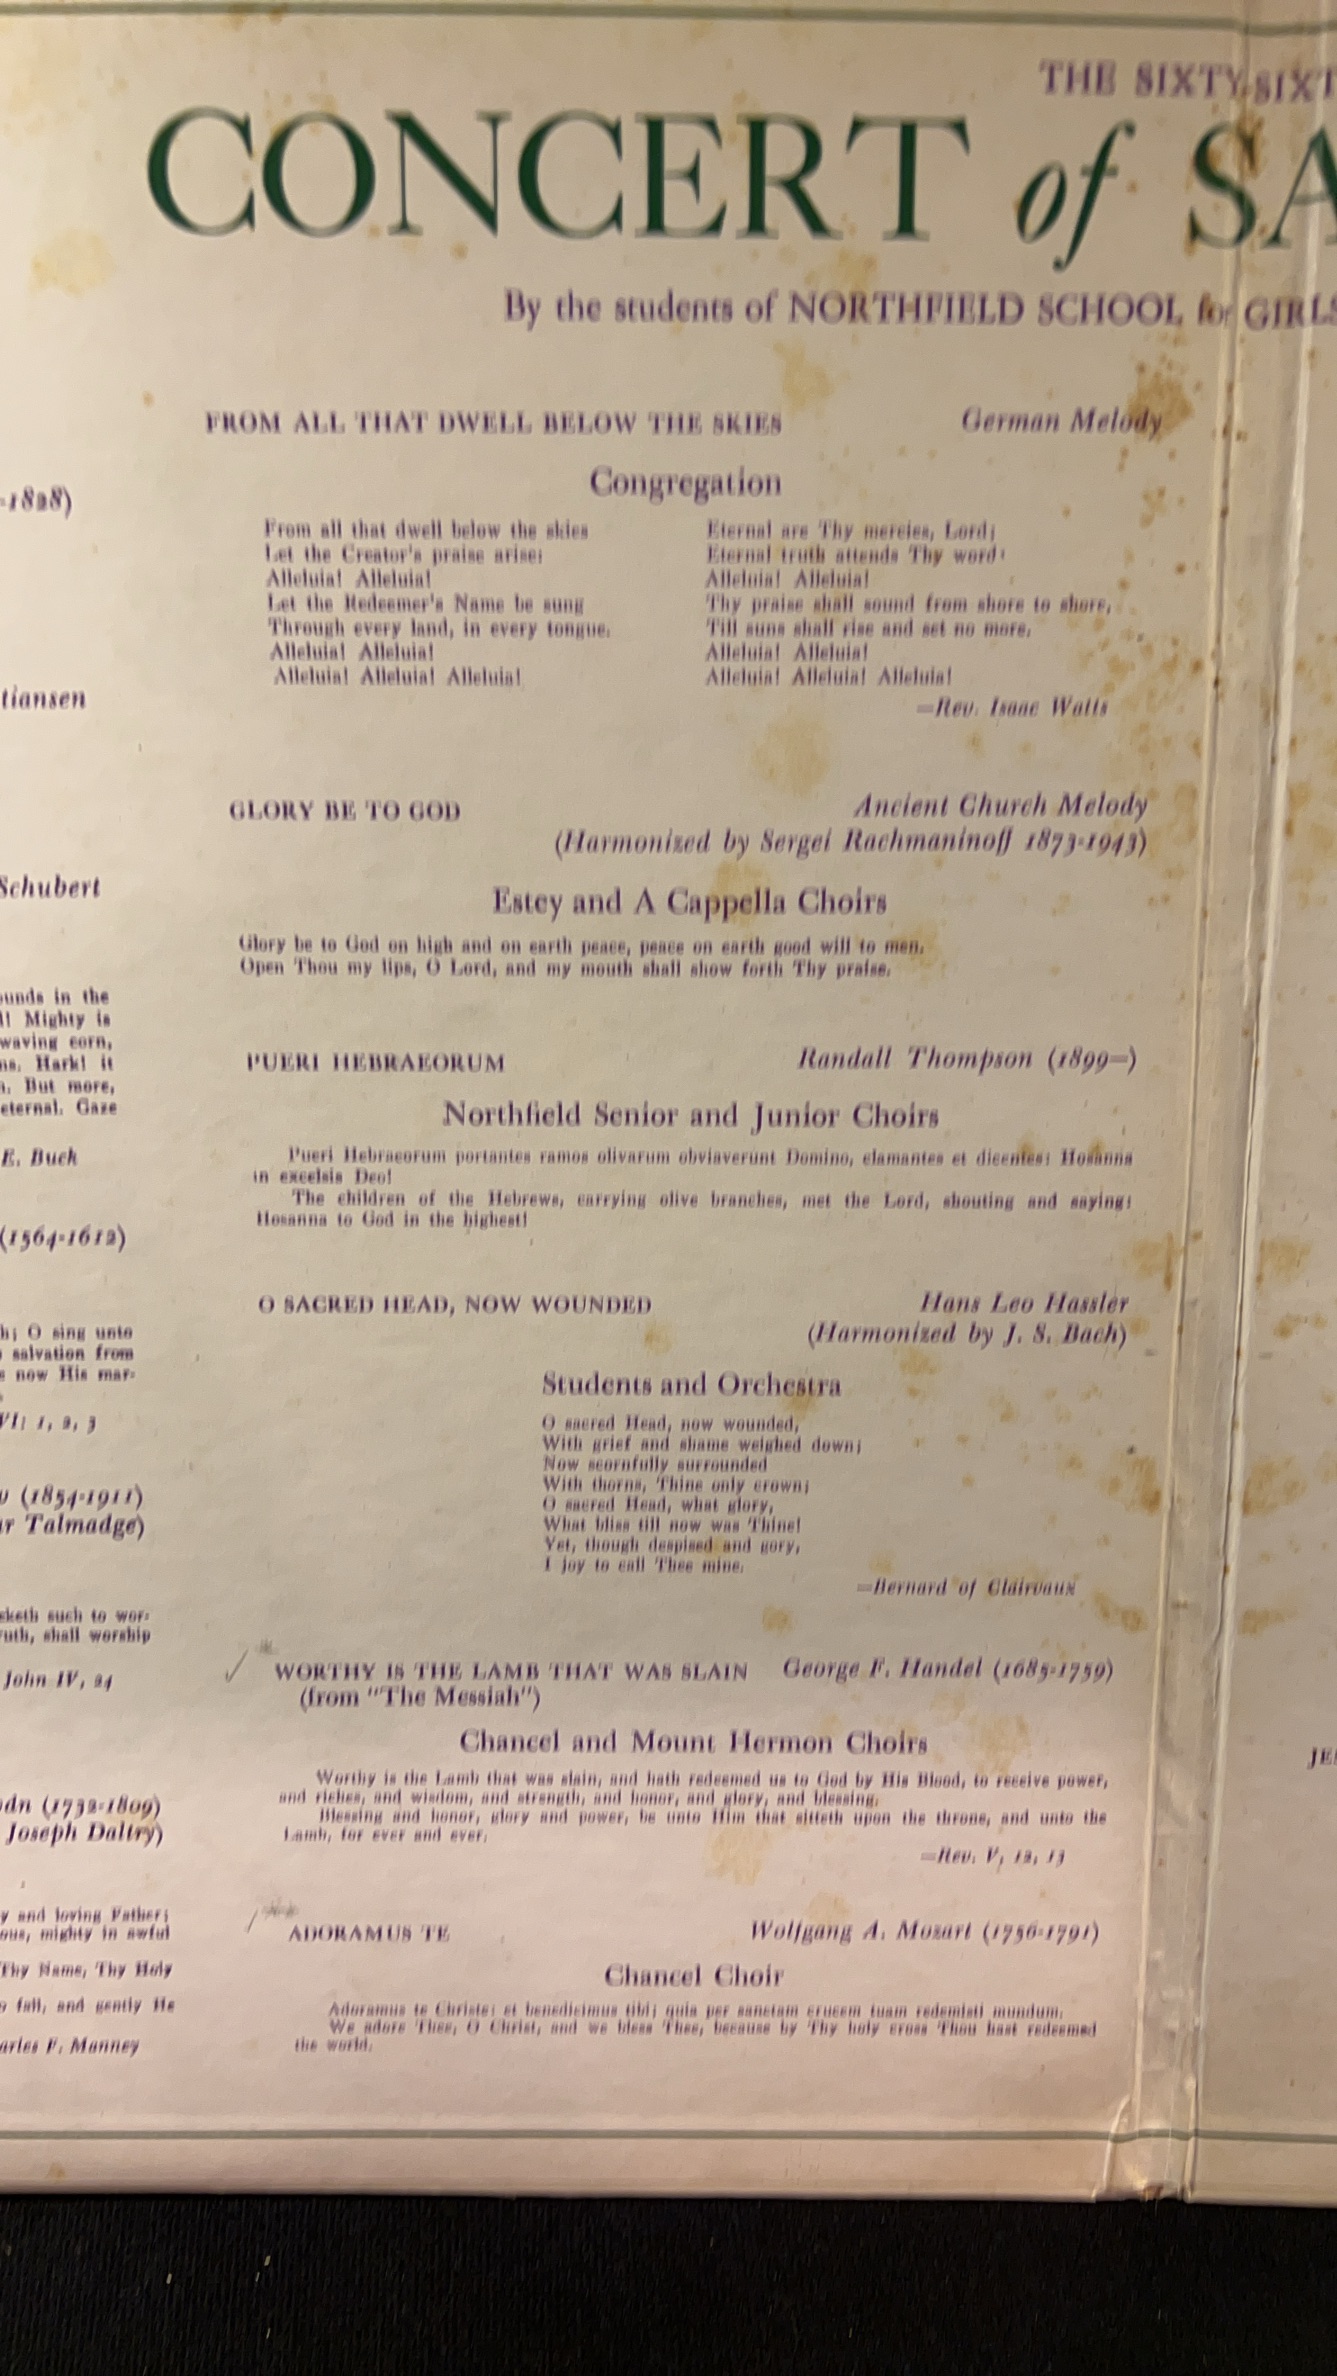 THE SIXTY-SIXT
CONCERT of SA
By the students of NORTHFIELD SCHOOL for GIRLS
-1828)
tiansen
Schubert
ounds in the
Mighty is
waving corn,
Hark! it
But more,
eternal. Gaze
E. Buck
(1564-1612)
O sing unto
salvation from
now His mar-
VI: 1, 2, 3
(1854-1911)
Talmadge)
sketh such to wor-
ruth, shall worship
John IV, 24
ydn (1732-1809)
Joseph Daltry)
y and loving Father;
ous, mighty in awful
Thy Name, Thy Holy
fall, and gently He
arles F. Manney
FROM ALL THAT DWELL BELOW THE SKIES German Melody
Congregation
From all that dwell below the skies
Let the Creator's praise arise:
Alleluia! Alleluia!
Let the Redeemer's Name be sung
Through every land, in every tongue.
Alleluia! Alleluia!
Alleluia! Alleluia! Alleluia!
Eternal are Thy mercies, Lord;
Eternal truth attends Thy word:
Alleluia! Alleluia!
Thy praise shall sound from shore to shore,
Till suns shall rise and set no more.
Alleluia! Alleluia!
Alleluia! Alleluia! Alleluia!
—Rev. Isaac Watts
GLORY BE TO GOD Ancient Church Melody
(Harmonized by Sergei Rachmaninoff 1873-1943)
Estey and A Cappella Choirs
Glory be to God on high and on earth peace, peace on earth good will to men.
Open Thou my lips, O Lord, and my mouth shall show forth Thy praise.
PUERI HEBRAEORUM Randall Thompson (1899—)
Northfield Senior and Junior Choirs
Pueri Hebraeorum portantes ramos olivarum obviaverunt Domino, clamantes et dicentes: Hosanna
in excelsis Deo!
The children of the Hebrews, carrying olive branches, met the Lord, shouting and saying:
Hosanna to God in the highest!
O SACRED HEAD, NOW WOUNDED Hans Leo Hassler
(Harmonized by J. S. Bach)
Students and Orchestra
O sacred Head, now wounded,
With grief and shame weighed down;
Now scornfully surrounded
With thorns, Thine only crown;
O sacred Head, what glory,
What bliss till now was Thine!
Yet, though despised and gory,
I joy to call Thee mine.
—Bernard of Clairvaux
WORTHY IS THE LAMB THAT WAS SLAIN George F. Handel (1685-1759)
(from "The Messiah")
Chancel and Mount Hermon Choirs
Worthy is the Lamb that was slain, and hath redeemed us to God by His Blood, to receive power,
and riches, and wisdom, and strength, and honor, and glory, and blessing.
Blessing and honor, glory and power, be unto Him that sitteth upon the throne, and unto the
Lamb, for ever and ever.
—Rev. V, 12, 13
ADORAMUS TE Wolfgang A. Mozart (1756-1791)
Chancel Choir
Adoramus te Christe; et benedicimus tibi; quia per sanctam crucem tuam redemisti mundum.
We adore Thee, O Christ, and we bless Thee, because by Thy holy cross Thou hast redeemed
the world.
JES